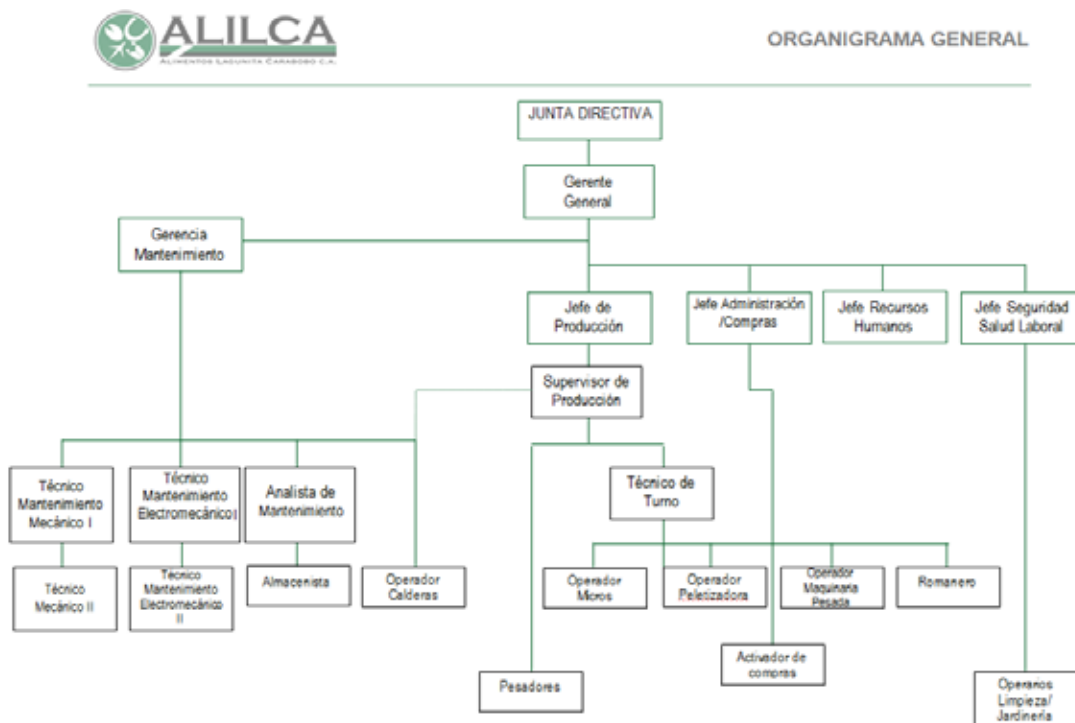 ALILCA
ALIMENTOS LAGUNITA CARABOBO C.A.
ORGANIGRAMA GENERAL
JUNTA DIRECTIVA
Gerente
General
Gerencia
Mantenimiento
Jefe de
Producción
Jefe Administración
/Compras
Jefe Recursos
Humanos
Jefe Seguridad
Salud Laboral
Supervisor de
Producción
Técnico
Mantenimiento
Mecánico I
Técnico
Mantenimiento
Electromecánico I
Analista de
Mantenimiento
Técnico de
Turno
Técnico
Mecánico II
Técnico
Mantenimiento
Electromecánico
II
Almacenista
Operador
Calderas
Operador
Micros
Operador
Peletizadora
Operador
Maquinaria
Pesada
Romanero
Pesadores
Activador de
compras
Operarios
Limpieza/
Jardinería